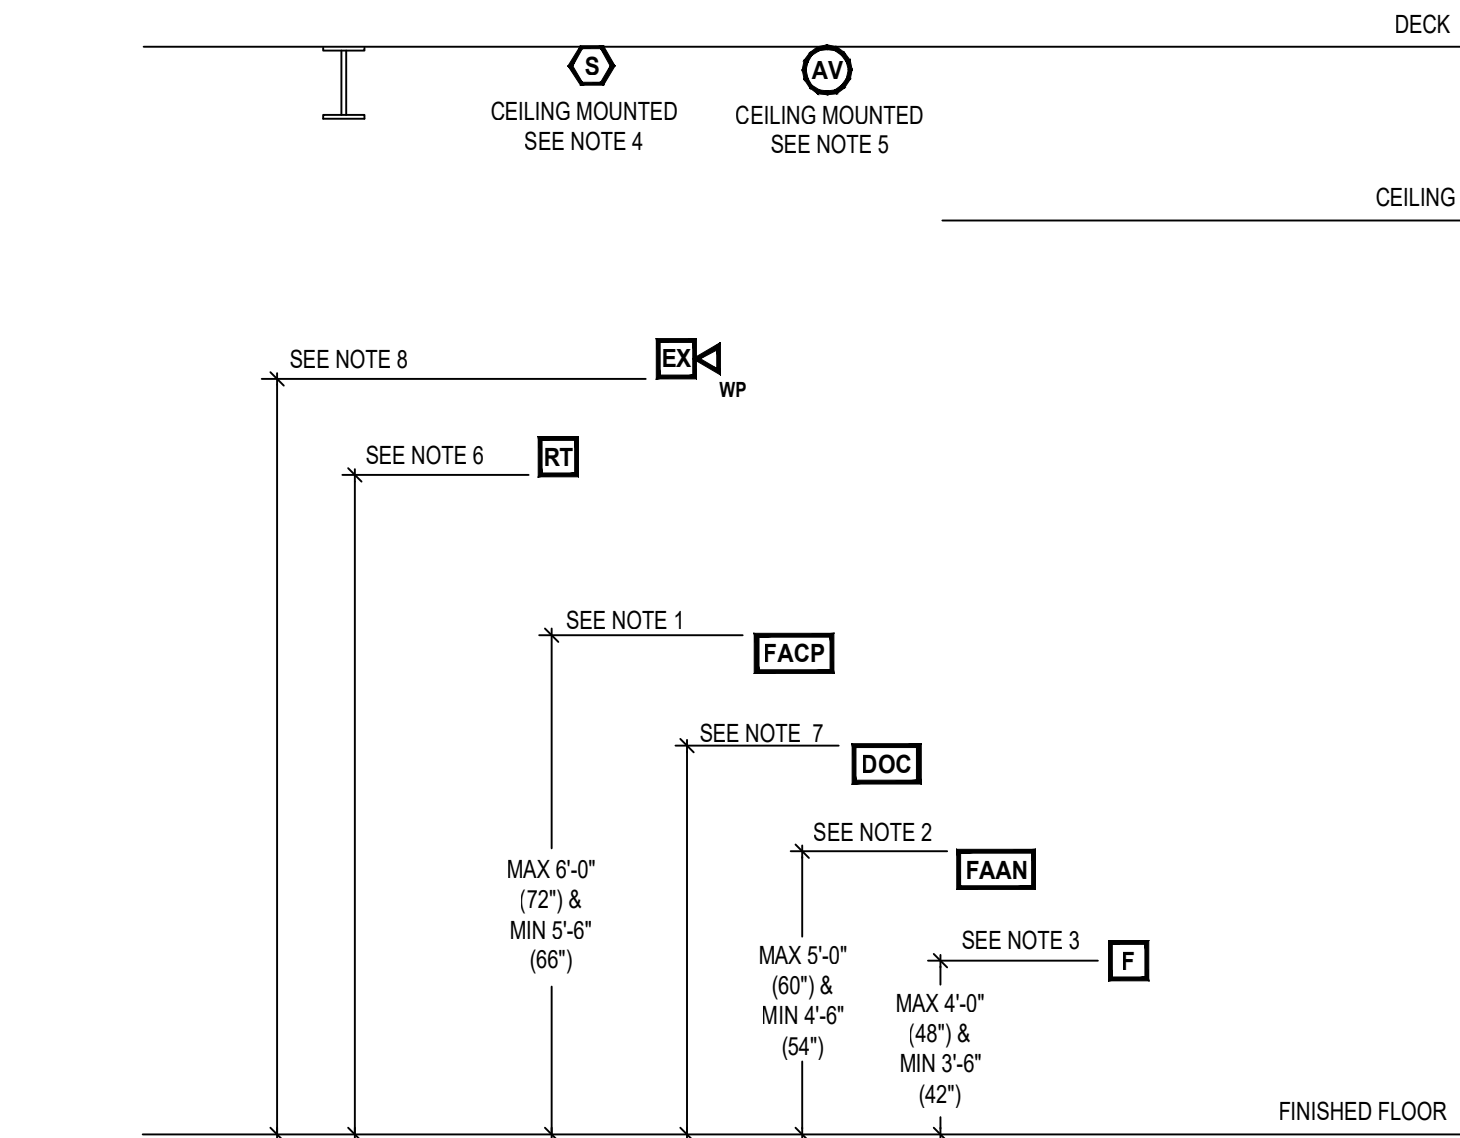 DECK
S
AV
CEILING MOUNTED
SEE NOTE 4
CEILING MOUNTED
SEE NOTE 5
CEILING
SEE NOTE 8
EX
WP
SEE NOTE 6
RT
SEE NOTE 1
FACP
SEE NOTE 7
DOC
SEE NOTE 2
FAAN
MAX 6'-0"
(72") &
MIN 5'-6"
(66")
SEE NOTE 3
F
MAX 5'-0"
(60") &
MIN 4'-6"
(54")
MAX 4'-0"
(48") &
MIN 3'-6"
(42")
FINISHED FLOOR